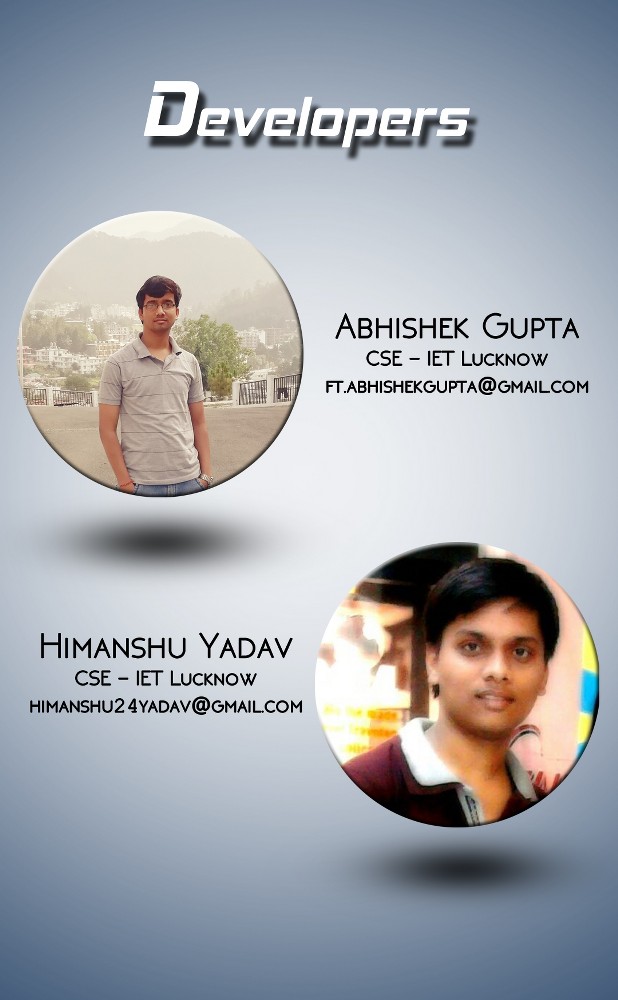 Developers
Abhishek Gupta
CSE – IET Lucknow
ft.abhishekgupta@gmail.com
Himanshu Yadav
CSE – IET Lucknow
himanshu24yadav@gmail.com